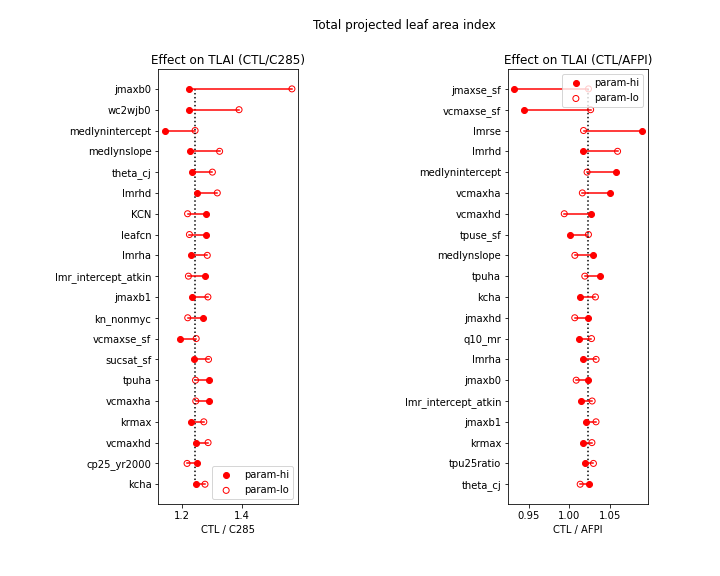 Total projected leaf area index
Effect on TLAI (CTL/C285)
jmaxb0
wc2wjb0
medlynintercept
medlynslope
theta_cj
lmrhd
KCN
leafcn
lmrha
lmr_intercept_atkin
jmaxb1
kn_nonmyc
vcmaxse_sf
sucsat_sf
tpuha
vcmaxha
krmax
vcmaxhd
cp25_yr2000
kcha
param-hi
param-lo
1.2 1.4
CTL / C285
Effect on TLAI (CTL/AFPI)
param-hi
param-lo
jmaxse_sf
vcmaxse_sf
lmrse
lmrhd
medlynintercept
vcmaxha
vcmaxhd
tpuse_sf
medlynslope
tpuha
kcha
jmaxhd
q10_mr
lmrha
jmaxb0
lmr_intercept_atkin
jmaxb1
krmax
tpu25ratio
theta_cj
0.95 1.00 1.05
CTL / AFPI